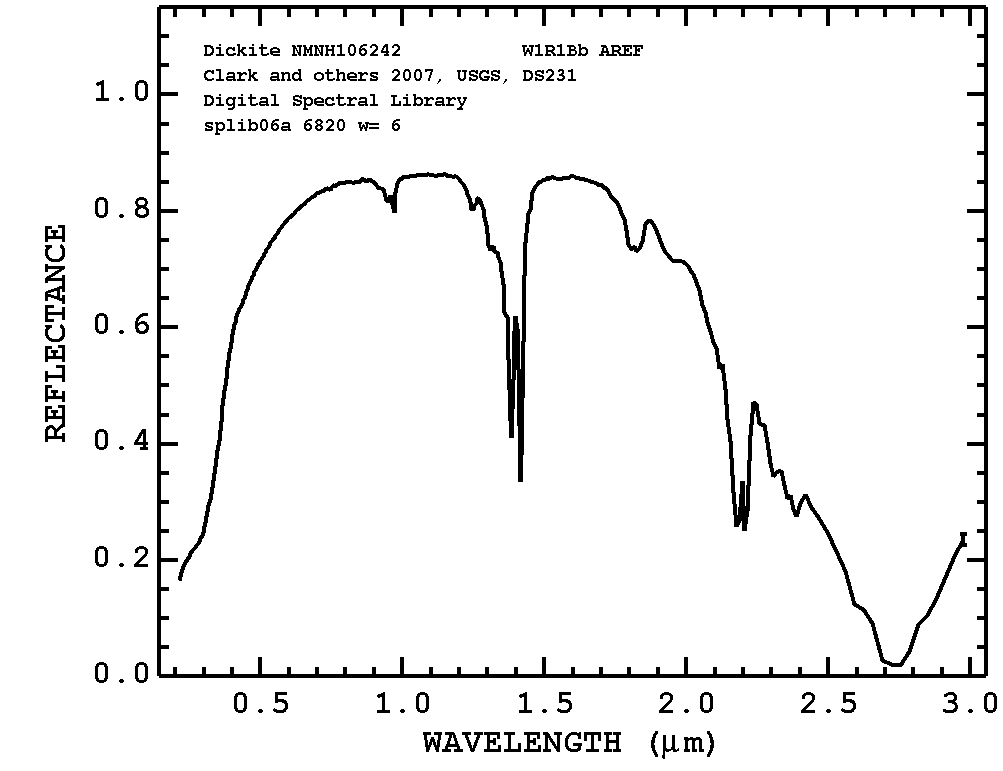 Dickite NMNH106242 W1R1Bb AREF
Clark and others 2007, USGS, DS231
Digital Spectral Library
splib06a 6820 w= 6
REFLECTANCE
1.0
0.8
0.6
0.4
0.2
0.0
0.5 1.0 1.5 2.0 2.5 3.0
WAVELENGTH (μm)